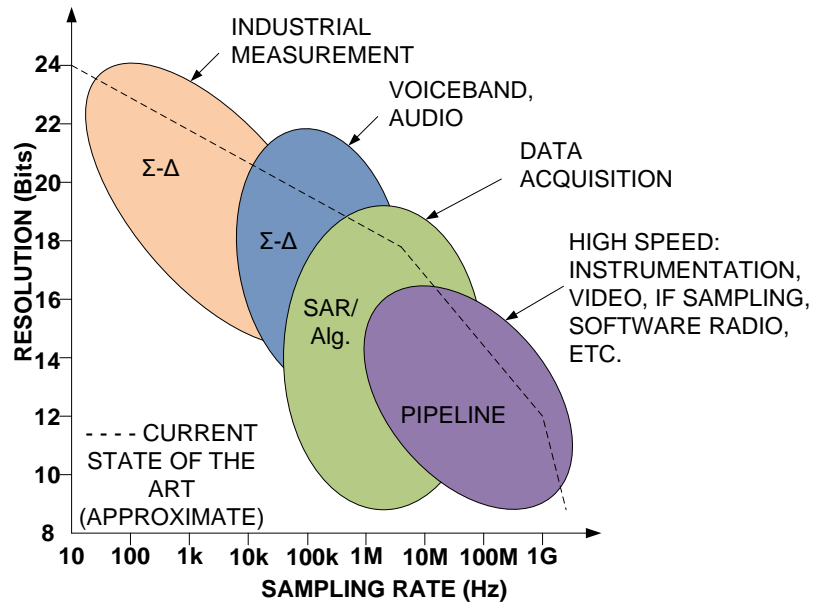 INDUSTRIAL
MEASUREMENT
VOICEBAND,
AUDIO
DATA
ACQUISITION
HIGH SPEED:
INSTRUMENTATION,
VIDEO, IF SAMPLING,
SOFTWARE RADIO,
ETC.
RESOLUTION (Bits)
24
22
20
18
16
14
12
10
8
Σ-Δ
Σ-Δ
SAR/
Alg.
PIPELINE
----- CURRENT
STATE OF THE
ART
(APPROXIMATE)
10 100 1k 10k 100k 1M 10M 100M 1G
SAMPLING RATE (Hz)